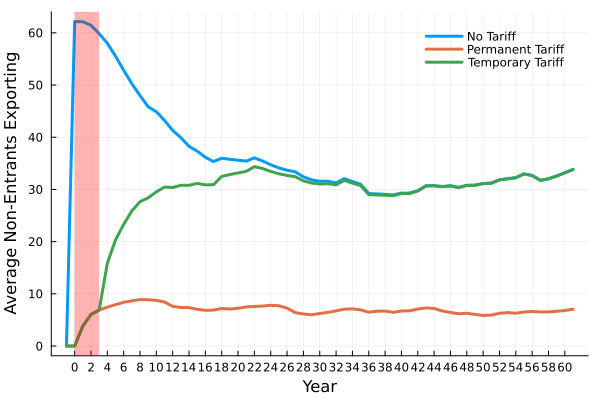 No Tariff
Permanent Tariff
Temporary Tariff
60
50
40
30
20
10
0
Average Non-Entrants Exporting
0 2 4 6 8 10 12 14 16 18 20 22 24 26 28 30 32 34 36 38 40 42 44 46 48 50 52 54 56 58 60
Year